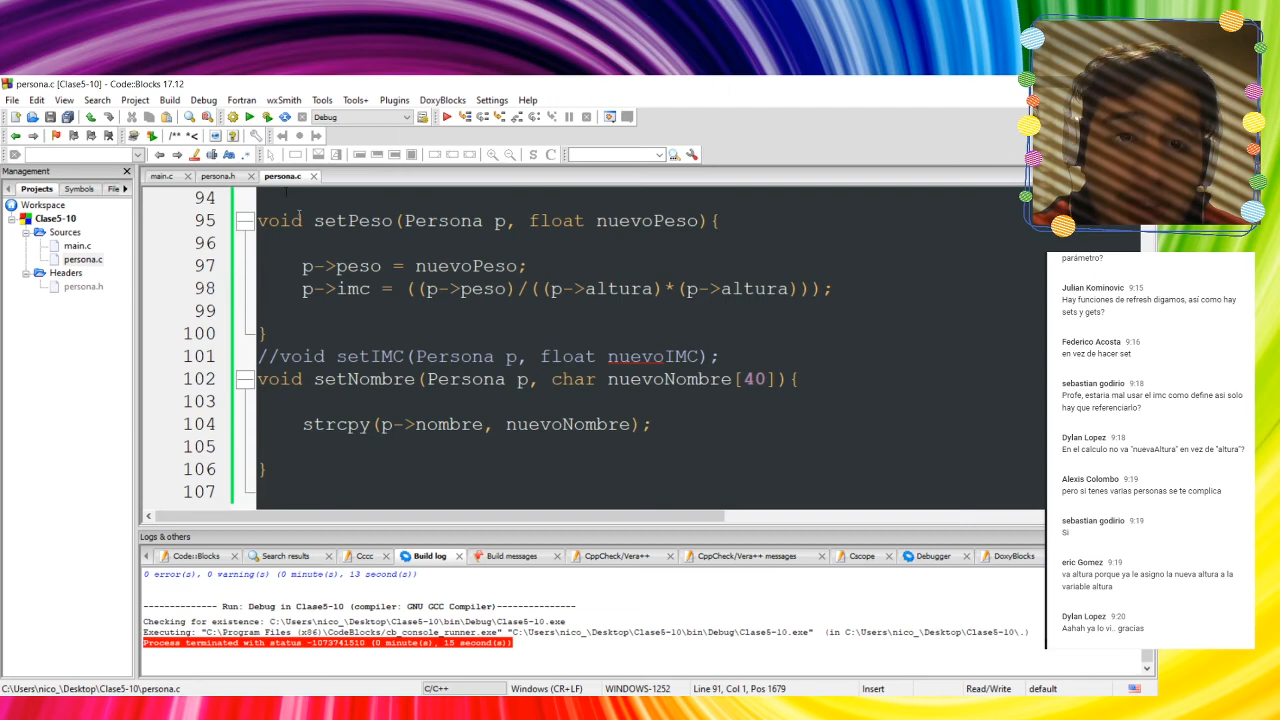 persona.c [Clase5-10] - Code::Blocks 17.12
File Edit View Search Project Build Debug Fortran wxSmith Tools Tools+ Plugins DoxyBlocks Settings Help
Debug
/** *<
Aa .*
S C
Management
Projects Symbols File
Workspace
Clase5-10
Sources
main.c
persona.c
Headers
persona.h
main.c persona.h persona.c
94
95 void setPeso(Persona p, float nuevoPeso){
96
97 p->peso = nuevoPeso;
98 p->imc = ((p->peso)/((p->altura)*(p->altura)));
99
100 }
101 //void setIMC(Persona p, float nuevoIMC);
102 void setNombre(Persona p, char nuevoNombre[40]){
103
104 strcpy(p->nombre, nuevoNombre);
105
106 }
107
Logs & others
Code::Blocks Search results Cccc Build log Build messages CppCheck/Vera++ CppCheck/Vera++ messages Cscope Debugger DoxyBlocks
0 error(s), 0 warning(s) (0 minute(s), 13 second(s))
-------------- Run: Debug in Clase5-10 (compiler: GNU GCC Compiler)---------------
Checking for existence: C:\Users\nico_\Desktop\Clase5-10\bin\Debug\Clase5-10.exe
Executing: "C:\Program Files (x86)\CodeBlocks/cb_console_runner.exe" "C:\Users\nico_\Desktop\Clase5-10\bin\Debug\Clase5-10.exe" (in C:\Users\nico_\Desktop\Clase5-10\.)
Process terminated with status -1073741510 (0 minute(s), 15 second(s))
C:\Users\nico_\Desktop\Clase5-10\persona.c C/C++ Windows (CR+LF) WINDOWS-1252 Line 91, Col 1, Pos 1679 Insert Read/Write default
parámetro?
Julian Kominovic 9:15
Hay funciones de refresh digamos, así como hay
sets y gets?
Federico Acosta 9:16
en vez de hacer set
sebastian godirio 9:18
Profe, estaria mal usar el imc como define asi solo
hay que referenciarlo?
Dylan Lopez 9:18
En el calculo no va "nuevaAltura" en vez de "altura"?
Alexis Colombo 9:19
pero si tenes varias personas se te complica
sebastian godirio 9:19
Si
eric Gomez 9:19
va altura porque ya le asigno la nueva altura a la
variable altura
Dylan Lopez 9:20
Aahah ya lo vi.. gracias